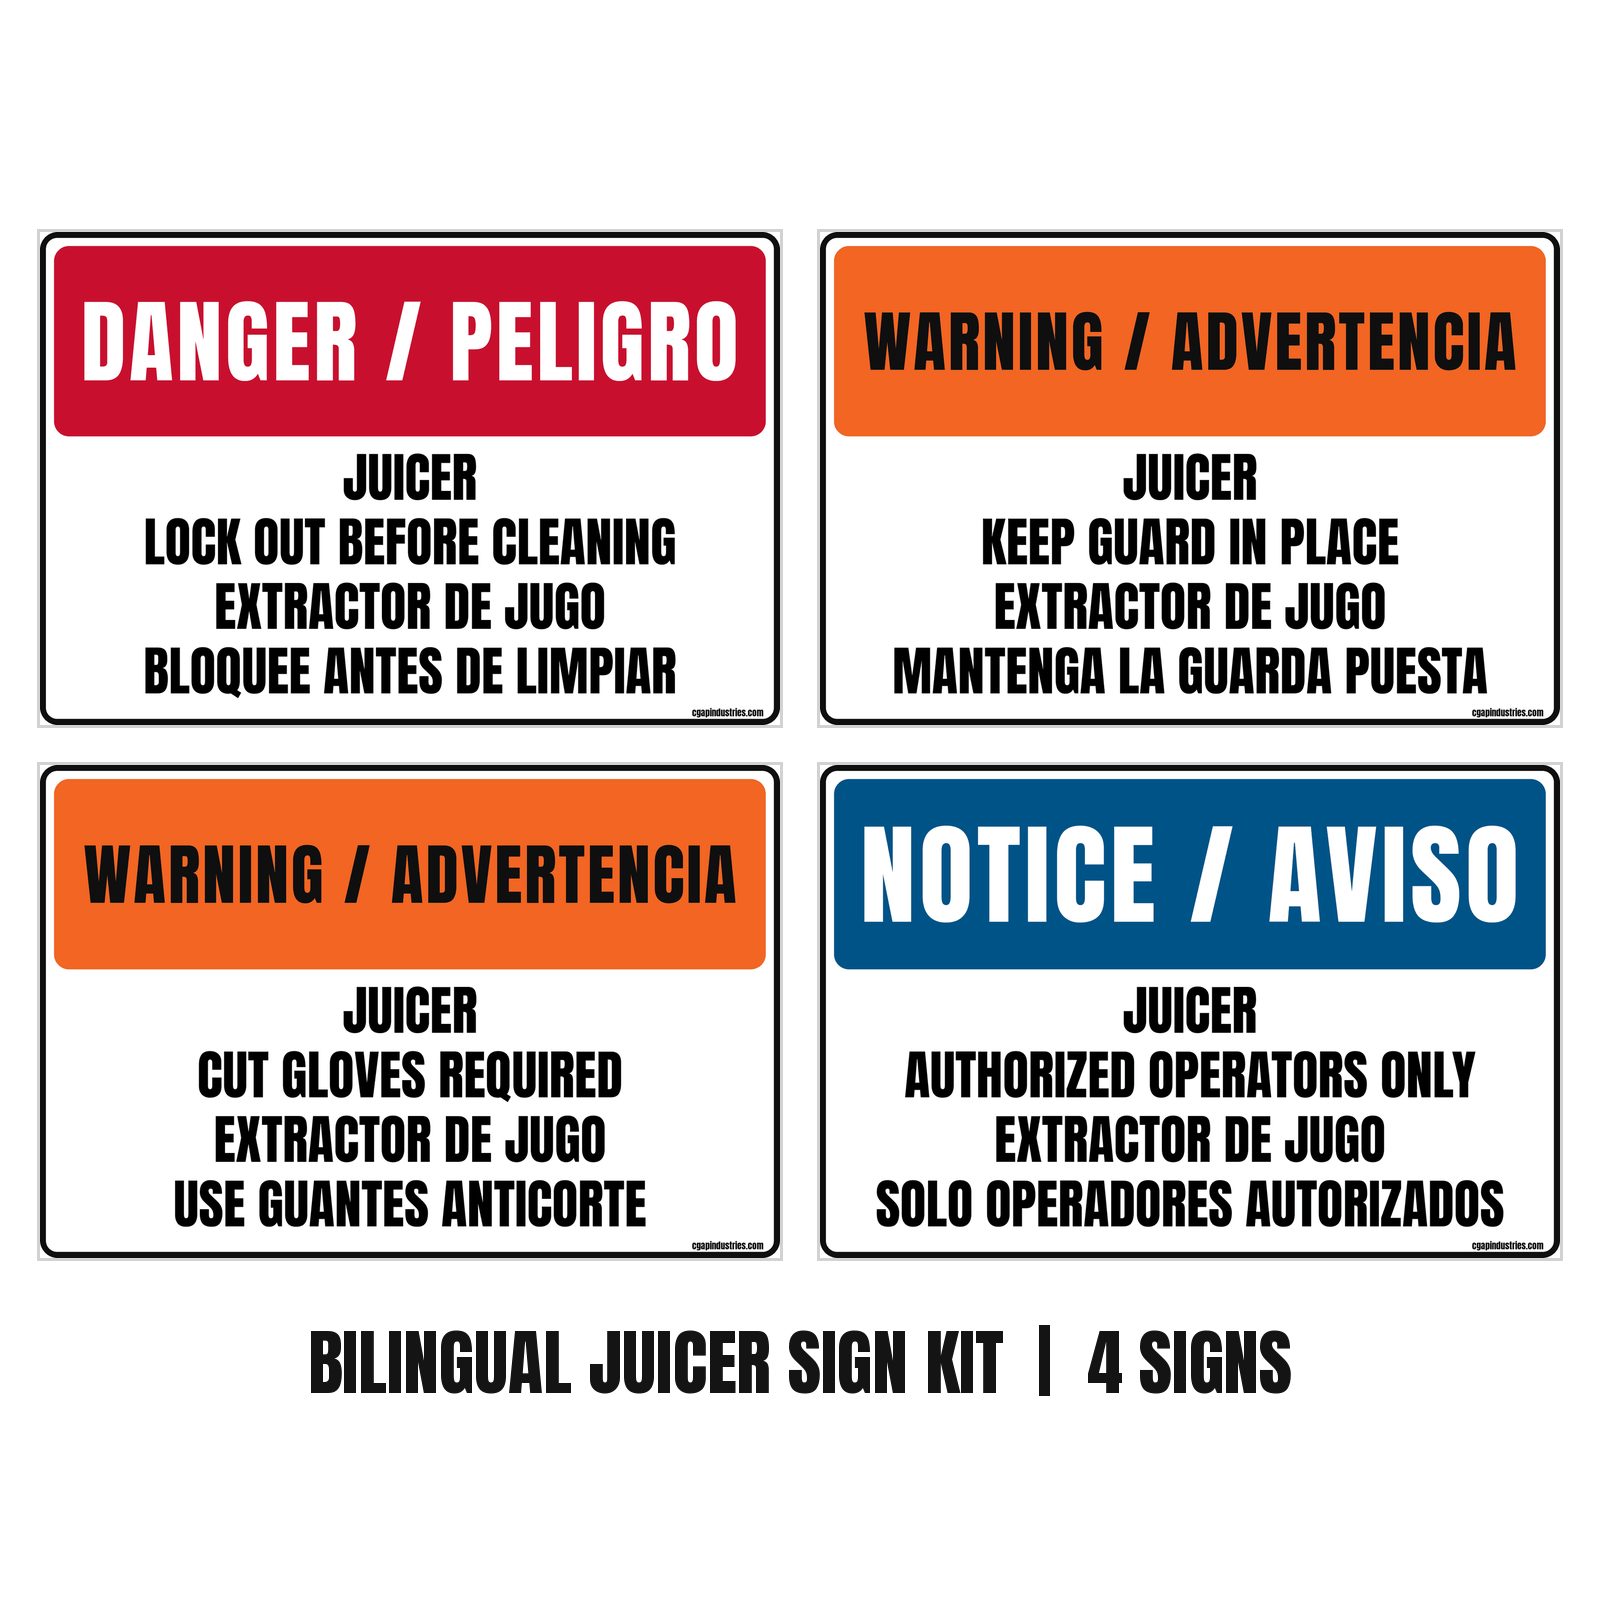 DANGER / PELIGRO
JUICER
LOCK OUT BEFORE CLEANING
EXTRACTOR DE JUGO
BLOQUEE ANTES DE LIMPIAR
cgapindustries.com
WARNING / ADVERTENCIA
JUICER
KEEP GUARD IN PLACE
EXTRACTOR DE JUGO
MANTENGA LA GUARDA PUESTA
cgapindustries.com
WARNING / ADVERTENCIA
JUICER
CUT GLOVES REQUIRED
EXTRACTOR DE JUGO
USE GUANTES ANTICORTE
cgapindustries.com
NOTICE / AVISO
JUICER
AUTHORIZED OPERATORS ONLY
EXTRACTOR DE JUGO
SOLO OPERADORES AUTORIZADOS
cgapindustries.com
BILINGUAL JUICER SIGN KIT | 4 SIGNS